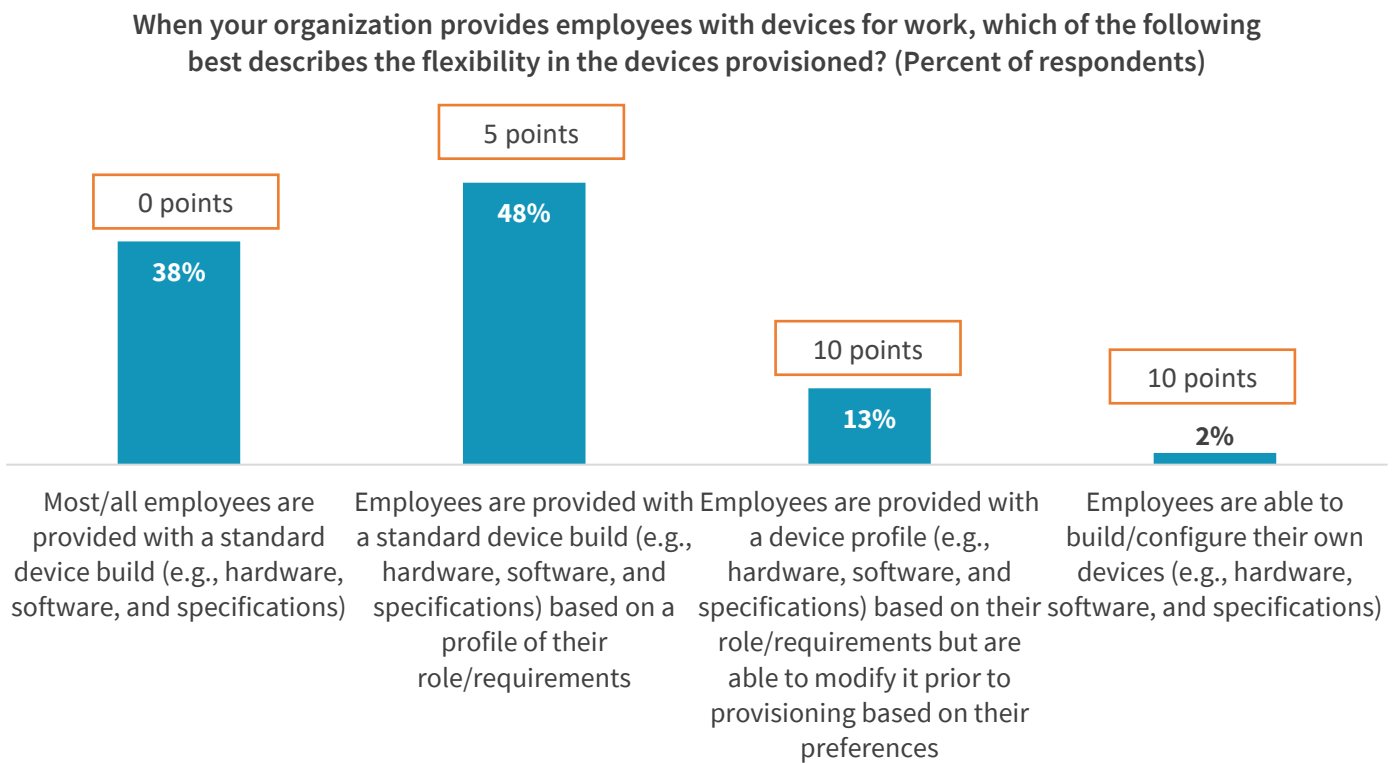 When your organization provides employees with devices for work, which of the following
best describes the flexibility in the devices provisioned? (Percent of respondents)
0 points
38%
5 points
48%
10 points
13%
10 points
2%
Most/all employees are
provided with a standard
device build (e.g., hardware,
software, and specifications)
Employees are provided with
a standard device build (e.g.,
hardware, software, and
specifications) based on a
profile of their
role/requirements
Employees are provided with
a device profile (e.g.,
hardware, software, and
specifications) based on their
role/requirements but are
able to modify it prior to
provisioning based on their
preferences
Employees are able to
build/configure their own
devices (e.g., hardware,
software, and specifications)